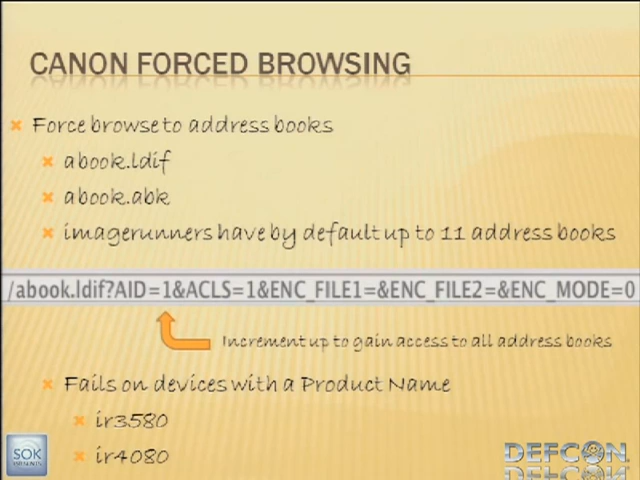 CANON FORCED BROWSING
Force browse to address books
abook.ldif
abook.abk
imagerunners have by default up to 11 address books
/abook.ldif?AID=1&ACLS=1&ENC_FILE1=&ENC_FILE2=&ENC_MODE=0
Increment up to gain access to all address books
Fails on devices with a Product Name
ir3580
ir4080
SOK
PRESENTS
DEFCON